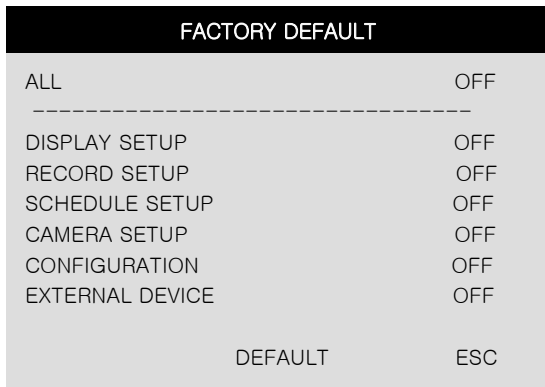 FACTORY DEFAULT
ALL OFF
----------------------------------
DISPLAY SETUP OFF
RECORD SETUP OFF
SCHEDULE SETUP OFF
CAMERA SETUP OFF
CONFIGURATION OFF
EXTERNAL DEVICE OFF
DEFAULT ESC